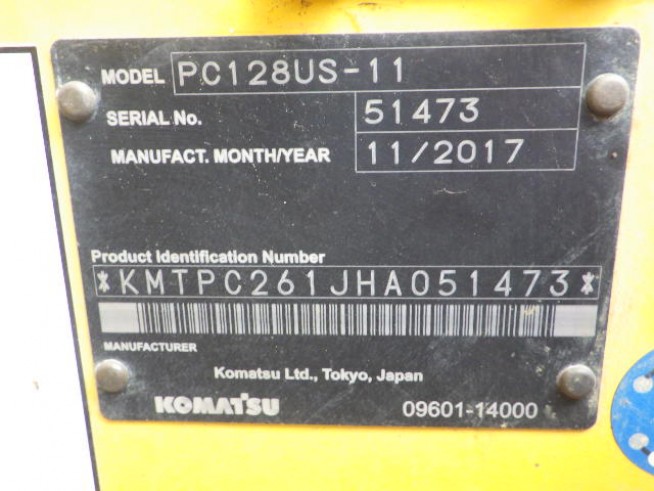 MODEL PC128US-11
SERIAL No. 51473
MANUFACT. MONTH/YEAR 11/2017
Product Identification Number
*KMTPC261JHA051473*
MANUFACTURER
Komatsu Ltd., Tokyo, Japan
KOMATSU 09601-14000